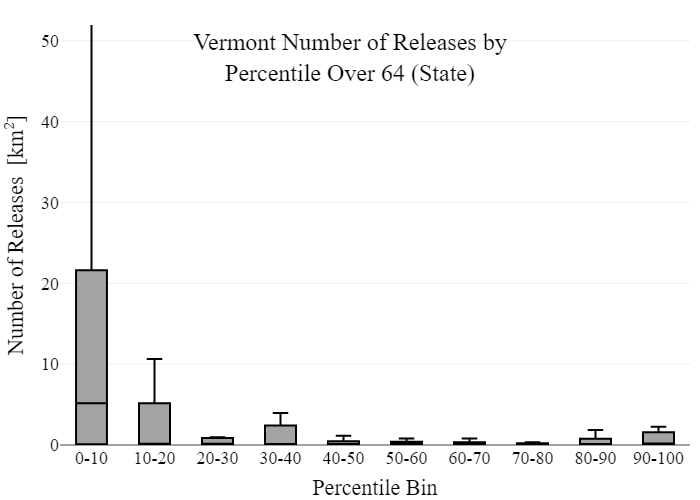 Vermont Number of Releases by
Percentile Over 64 (State)
Number of Releases [km²]
50
40
30
20
10
0
0-10 10-20 20-30 30-40 40-50 50-60 60-70 70-80 80-90 90-100
Percentile Bin